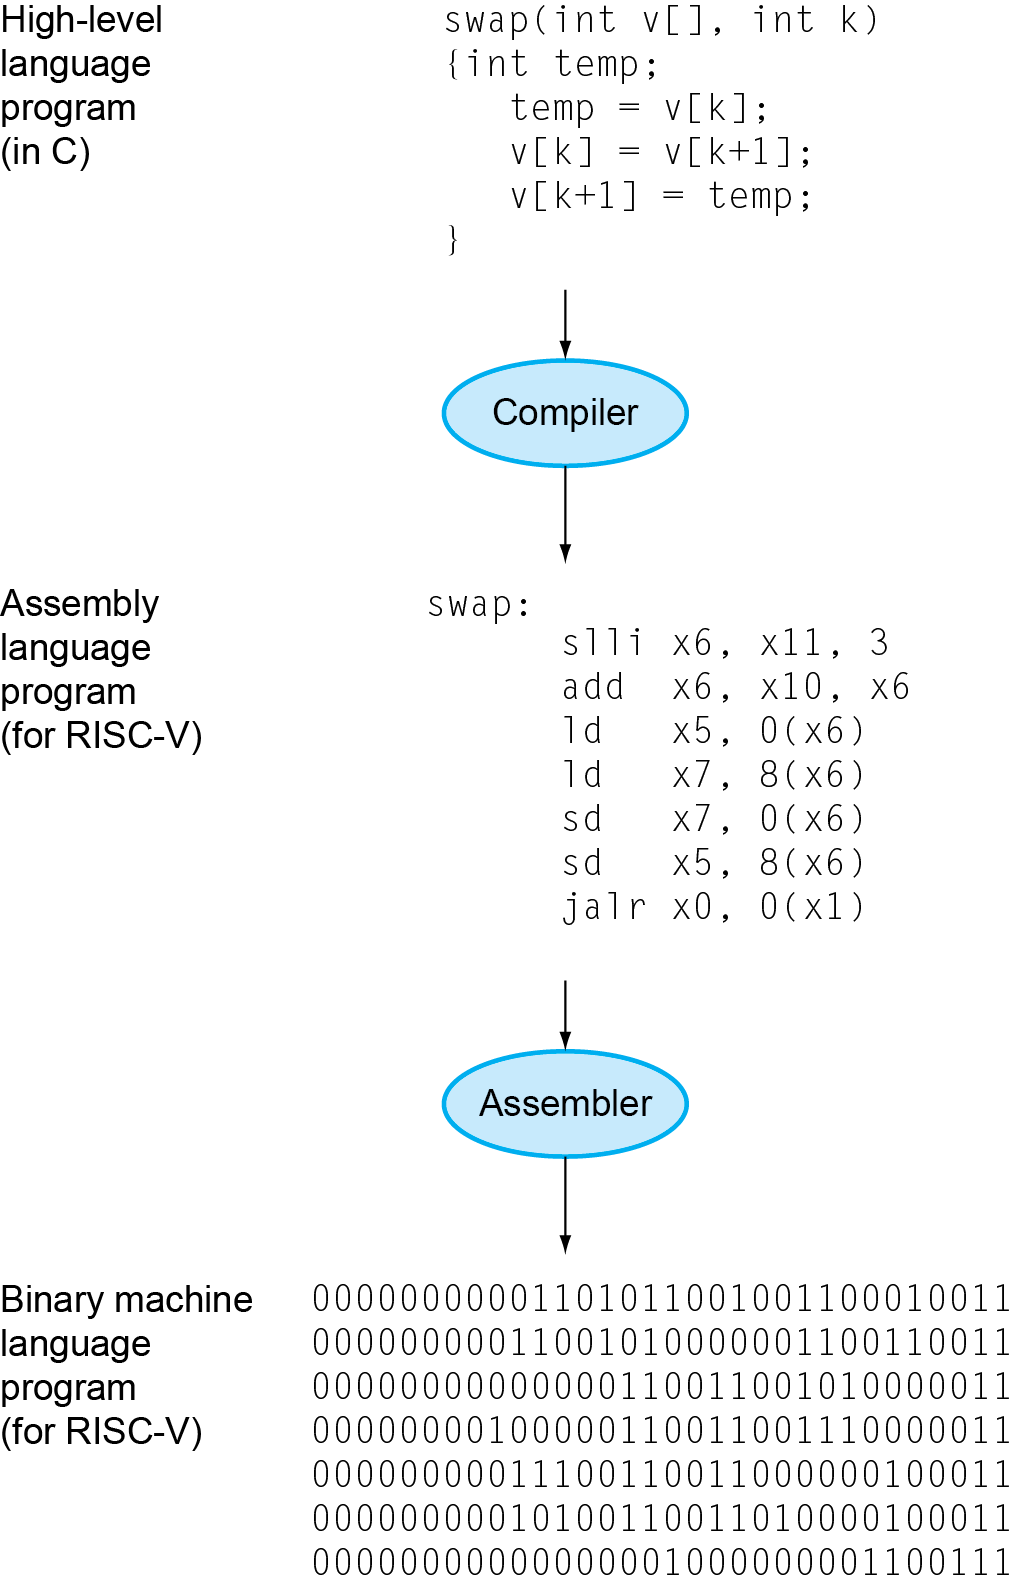 High-level
language
program
(in C)
swap(int v[], int k)
{int temp;
temp = v[k];
v[k] = v[k+1];
v[k+1] = temp;
}
Compiler
Assembly
language
program
(for RISC-V)
swap:
slli x6, x11, 3
add x6, x10, x6
ld x5, 0(x6)
ld x7, 8(x6)
sd x7, 0(x6)
sd x5, 8(x6)
jalr x0, 0(x1)
Assembler
Binary machine
language
program
(for RISC-V)
00000000001101011001001100010011
00000000011001010000001100110011
00000000000000110011001010000011
00000000100000110011001110000011
00000000011100110011000000100011
00000000010100110011010000100011
00000000000000001000000001100111